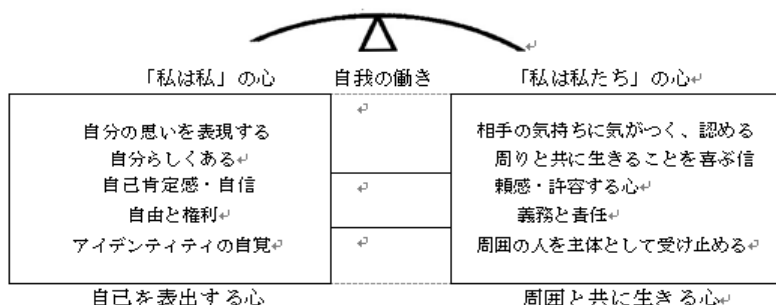 「私は私」の心 自我の働き 「私は私たち」の心
自分の思いを表現する
自分らしくある
自己肯定感・自信
自由と権利
アイデンティティの自覚
相手の気持ちに気がつく、認める
周りと共に生きることを喜ぶ信
頼感・許容する心
義務と責任
周囲の人を主体として受け止める
自己を表出する心 周囲と共に生きる心